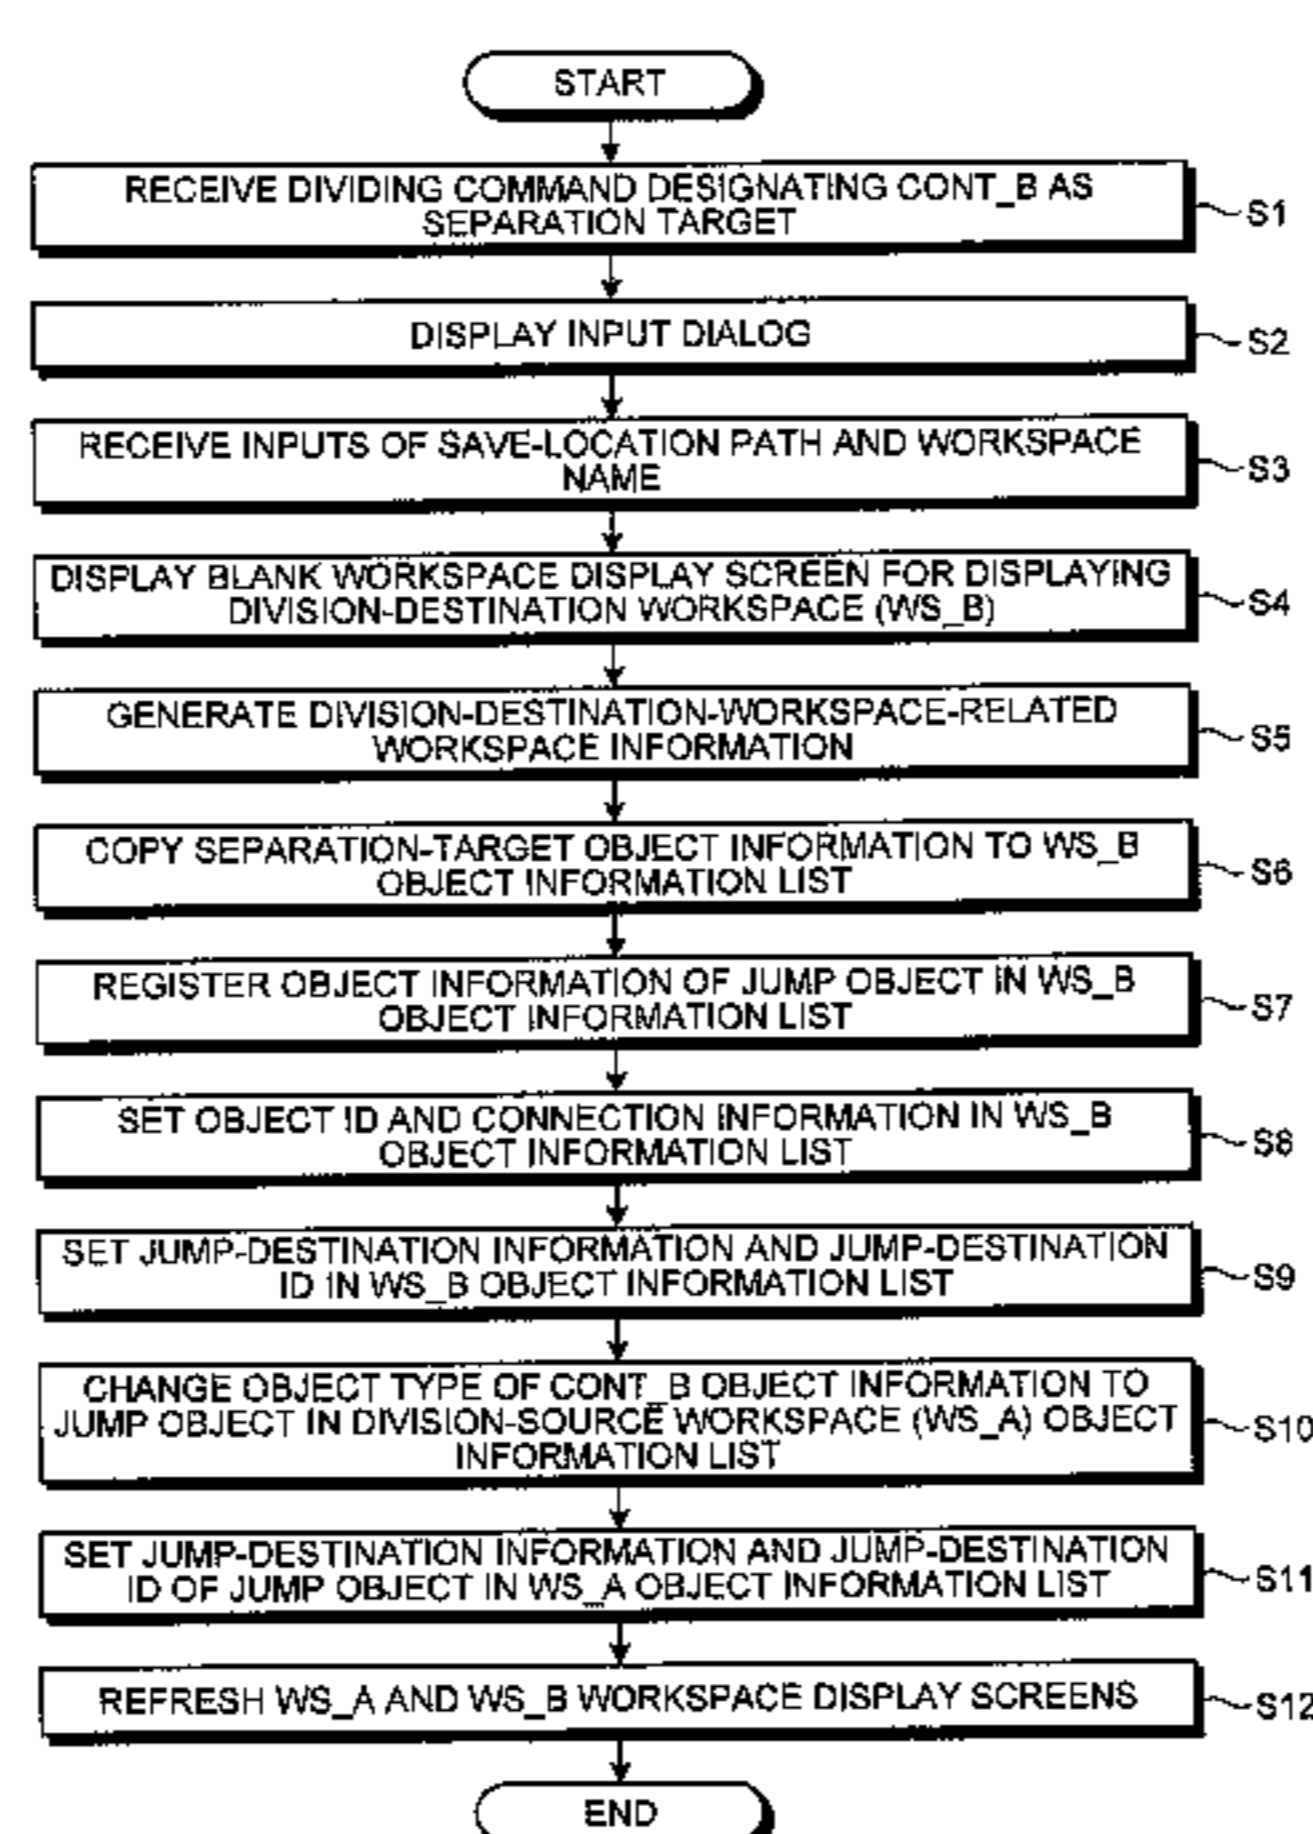 START
RECEIVE DIVIDING COMMAND DESIGNATING CONT_B AS
SEPARATION TARGET
S1
DISPLAY INPUT DIALOG
S2
RECEIVE INPUTS OF SAVE-LOCATION PATH AND WORKSPACE
NAME
S3
DISPLAY BLANK WORKSPACE DISPLAY SCREEN FOR DISPLAYING
DIVISION-DESTINATION WORKSPACE (WS_B)
S4
GENERATE DIVISION-DESTINATION-WORKSPACE-RELATED
WORKSPACE INFORMATION
S5
COPY SEPARATION-TARGET OBJECT INFORMATION TO WS_B
OBJECT INFORMATION LIST
S6
REGISTER OBJECT INFORMATION OF JUMP OBJECT IN WS_B
OBJECT INFORMATION LIST
S7
SET OBJECT ID AND CONNECTION INFORMATION IN WS_B
OBJECT INFORMATION LIST
S8
SET JUMP-DESTINATION INFORMATION AND JUMP-DESTINATION
ID IN WS_B OBJECT INFORMATION LIST
S9
CHANGE OBJECT TYPE OF CONT_B OBJECT INFORMATION TO
JUMP OBJECT IN DIVISION-SOURCE WORKSPACE (WS_A) OBJECT
INFORMATION LIST
S10
SET JUMP-DESTINATION INFORMATION AND JUMP-DESTINATION
ID OF JUMP OBJECT IN WS_A OBJECT INFORMATION LIST
S11
REFRESH WS_A AND WS_B WORKSPACE DISPLAY SCREENS
S12
END